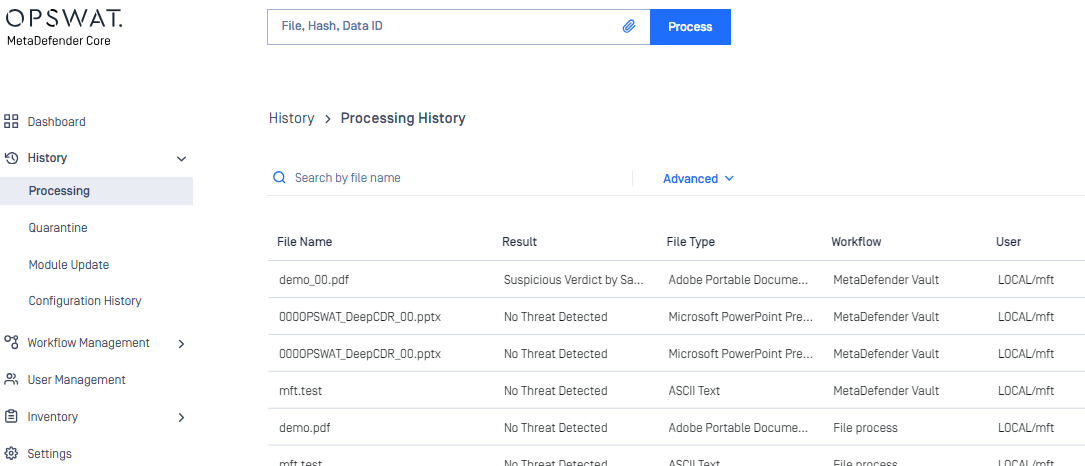 OPSWAT.
MetaDefender Core
File, Hash, Data ID
Process
Dashboard
History
Processing
Quarantine
Module Update
Configuration History
Workflow Management
User Management
Inventory
Settings
History > Processing History
Search by file name
Advanced
File Name Result File Type Workflow User
demo_00.pdf Suspicious Verdict by Sa... Adobe Portable Docume... MetaDefender Vault LOCAL/mft
000OPSWAT_DeepCDR_00.pptx No Threat Detected Microsoft PowerPoint Pre... MetaDefender Vault LOCAL/mft
000OPSWAT_DeepCDR_00.pptx No Threat Detected Microsoft PowerPoint Pre... MetaDefender Vault LOCAL/mft
mft.test No Threat Detected ASCII Text MetaDefender Vault LOCAL/mft
demo.pdf No Threat Detected Adobe Portable Docume... File process LOCAL/mft
mft.test No Threat Detected ASCII Text File process LOCAL/mft